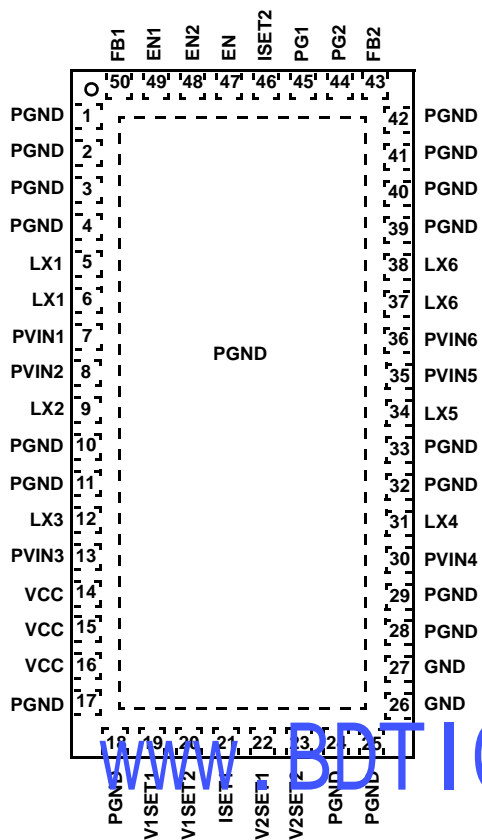 FB1 EN1 EN2 EN ISET2 PG1 PG2 FB2
50 49 48 47 46 45 44 43
PGND 1 42 PGND
PGND 2 41 PGND
PGND 3 40 PGND
PGND 4 39 PGND
LX1 5 38 LX6
LX1 6 37 LX6
PVIN1 7 36 PVIN6
PGND
PVIN2 8 35 PVIN5
LX2 9 34 LX5
PGND 10 33 PGND
PGND 11 32 PGND
LX3 12 31 LX4
PVIN3 13 30 PVIN4
VCC 14 29 PGND
VCC 15 28 PGND
VCC 16 27 GND
PGND 17 26 GND
18 19 20 21 22 23 24 25
www.BDTIC
PGND V1SET1 V1SET2 ISET1 V2SET1 V2SET2 PGND PGND